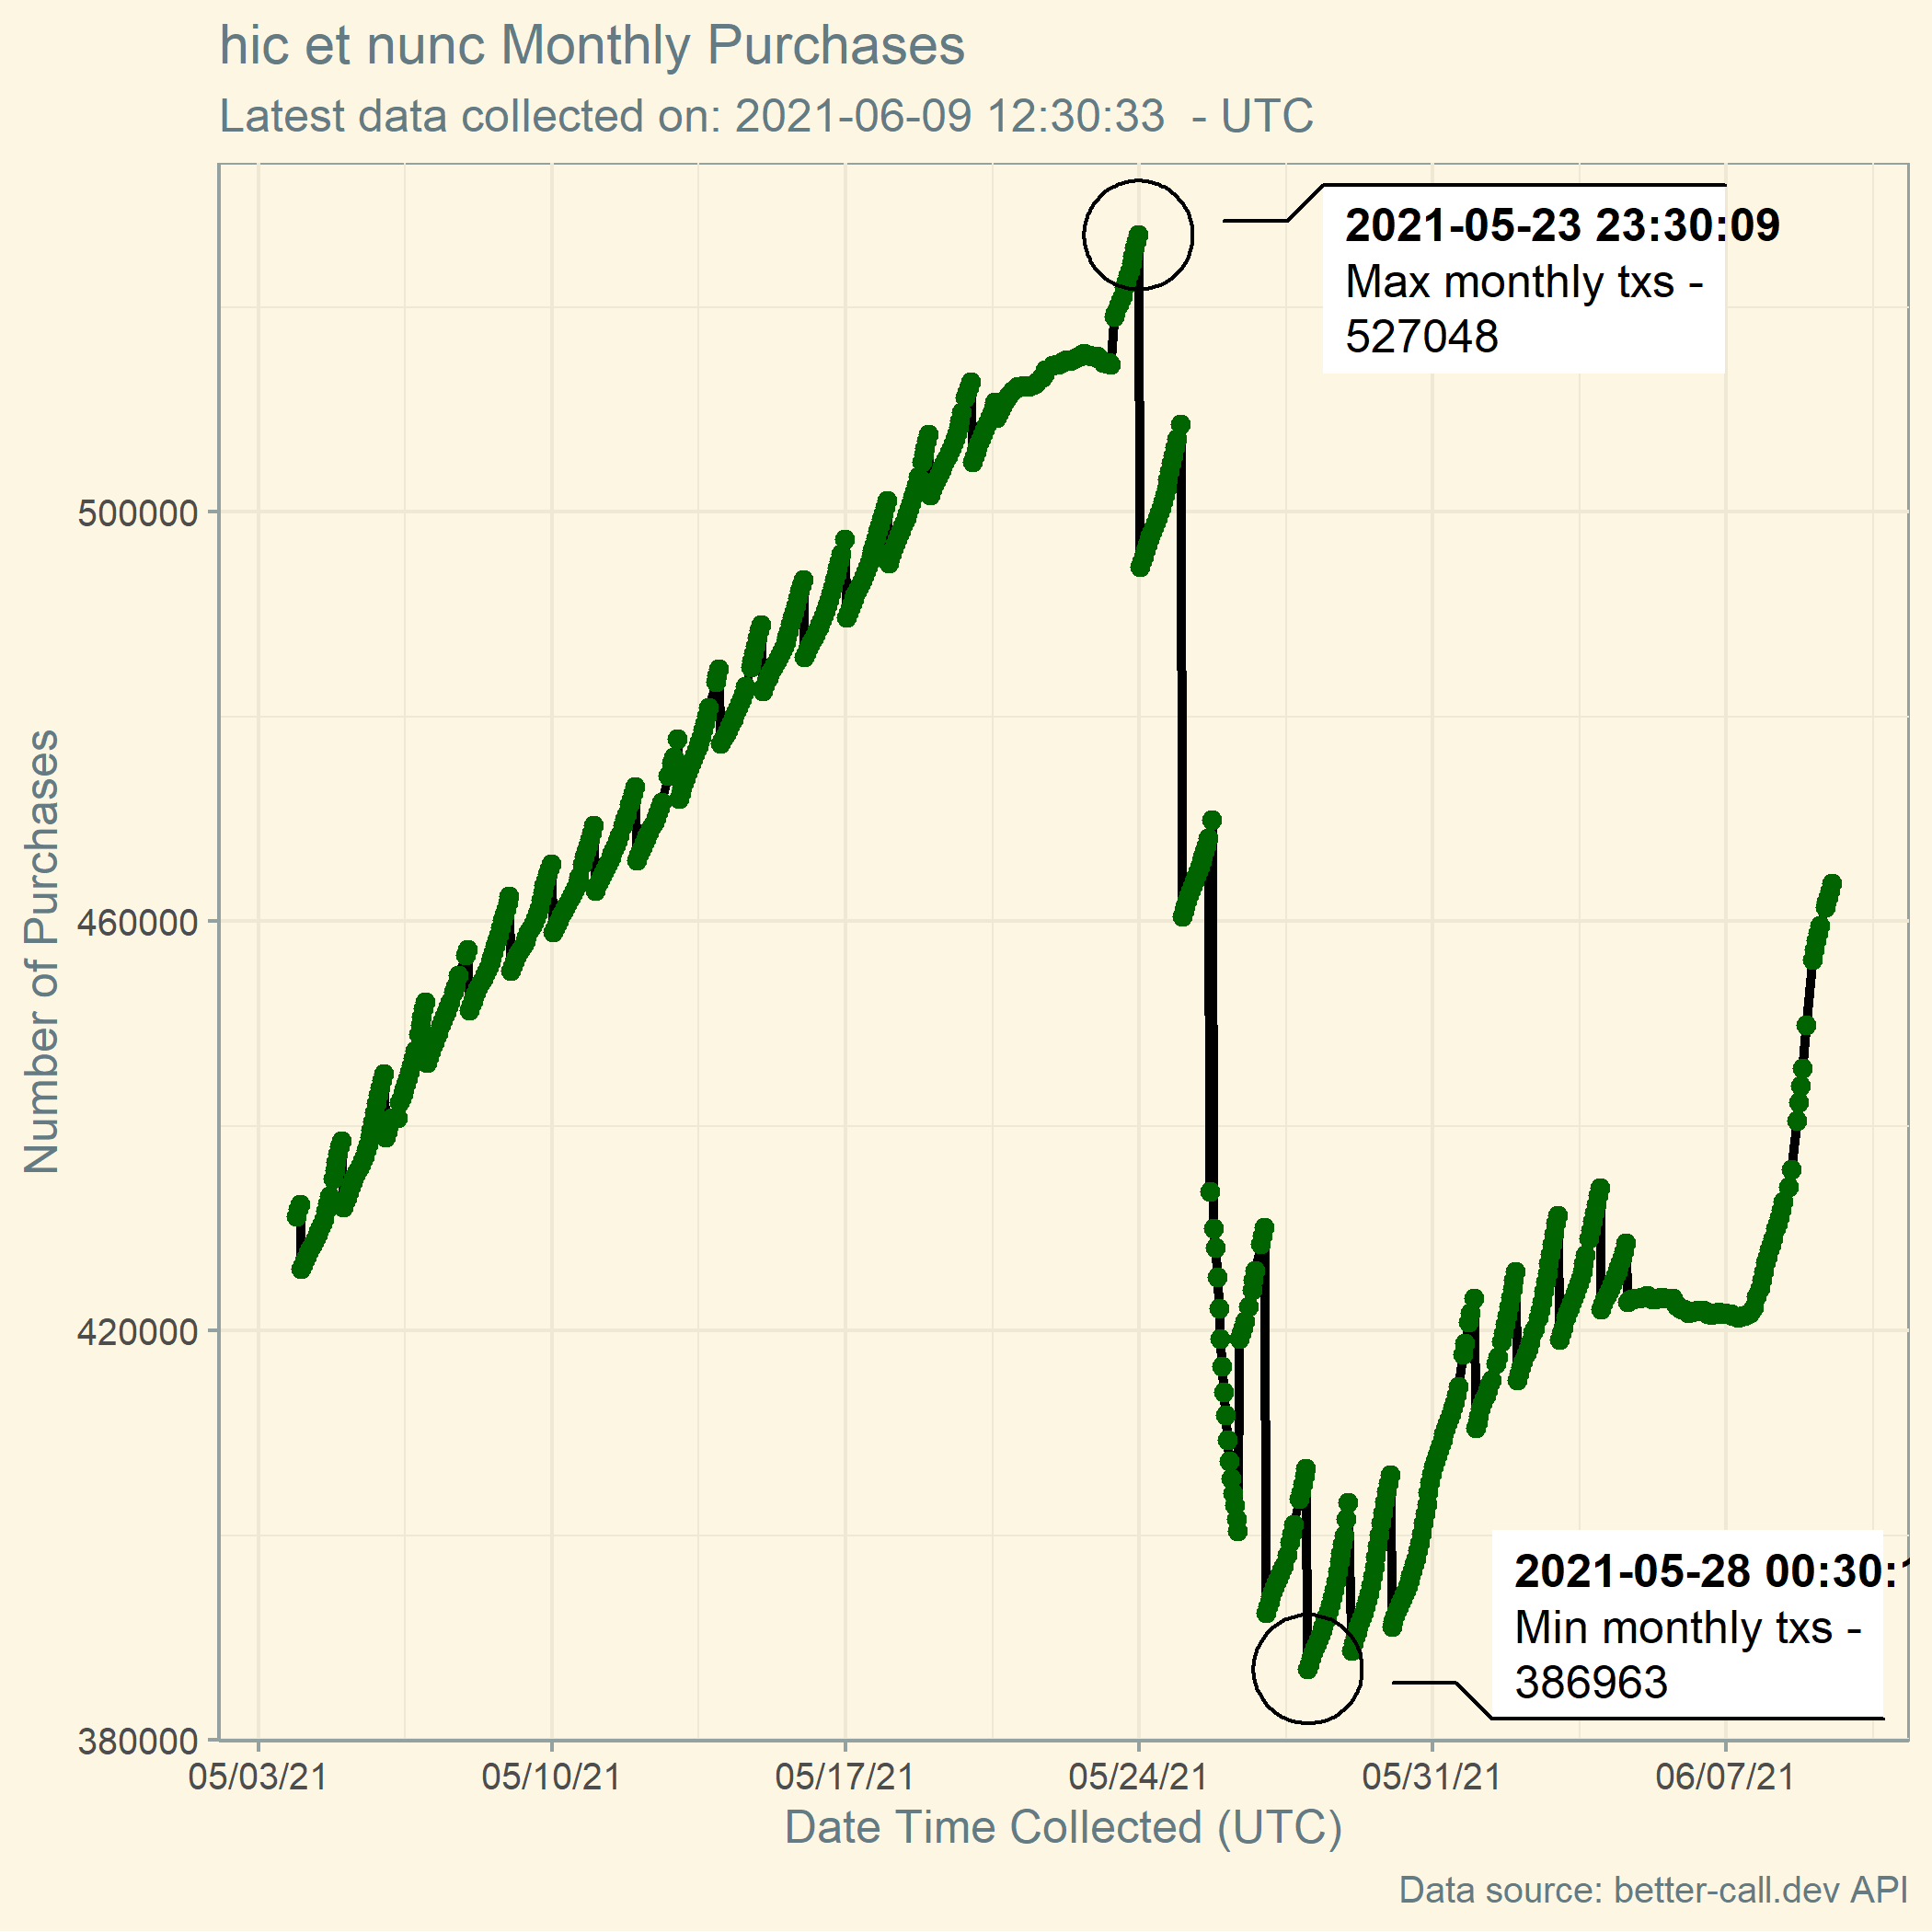 hic et nunc Monthly Purchases
Latest data collected on: 2021-06-09 12:30:33 - UTC
2021-05-23 23:30:09
Max monthly txs -
527048
500000
460000
420000
380000
Number of Purchases
2021-05-28 00:30:1
Min monthly txs -
386963
05/03/21
05/10/21
05/17/21
05/24/21
05/31/21
06/07/21
Date Time Collected (UTC)
Data source: better-call.dev API